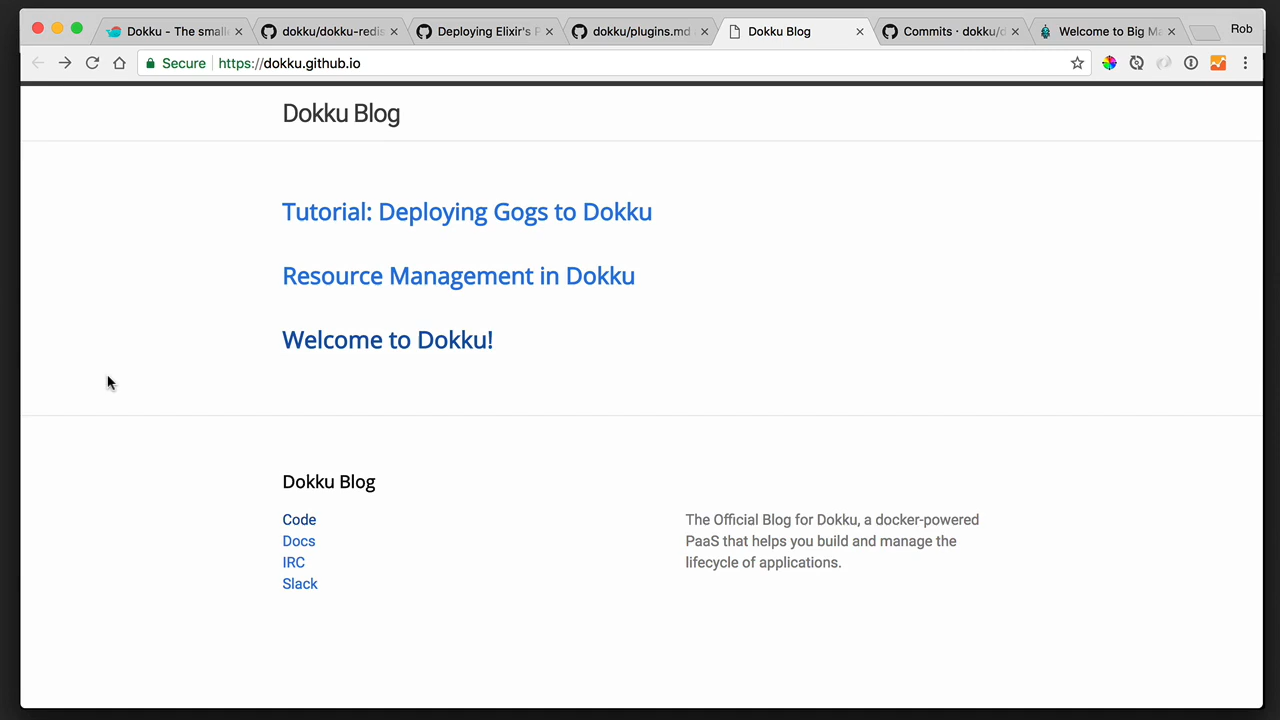 Dokku - The small
dokku/dokku-redis
Deploying Elixir's P
dokku/plugins.md
Dokku Blog
Commits · dokku/d
Welcome to Big Ma
Rob
Secure
https://dokku.github.io
Dokku Blog
Tutorial: Deploying Gogs to Dokku
Resource Management in Dokku
Welcome to Dokku!
Dokku Blog
Code
Docs
IRC
Slack
The Official Blog for Dokku, a docker-powered
PaaS that helps you build and manage the
lifecycle of applications.